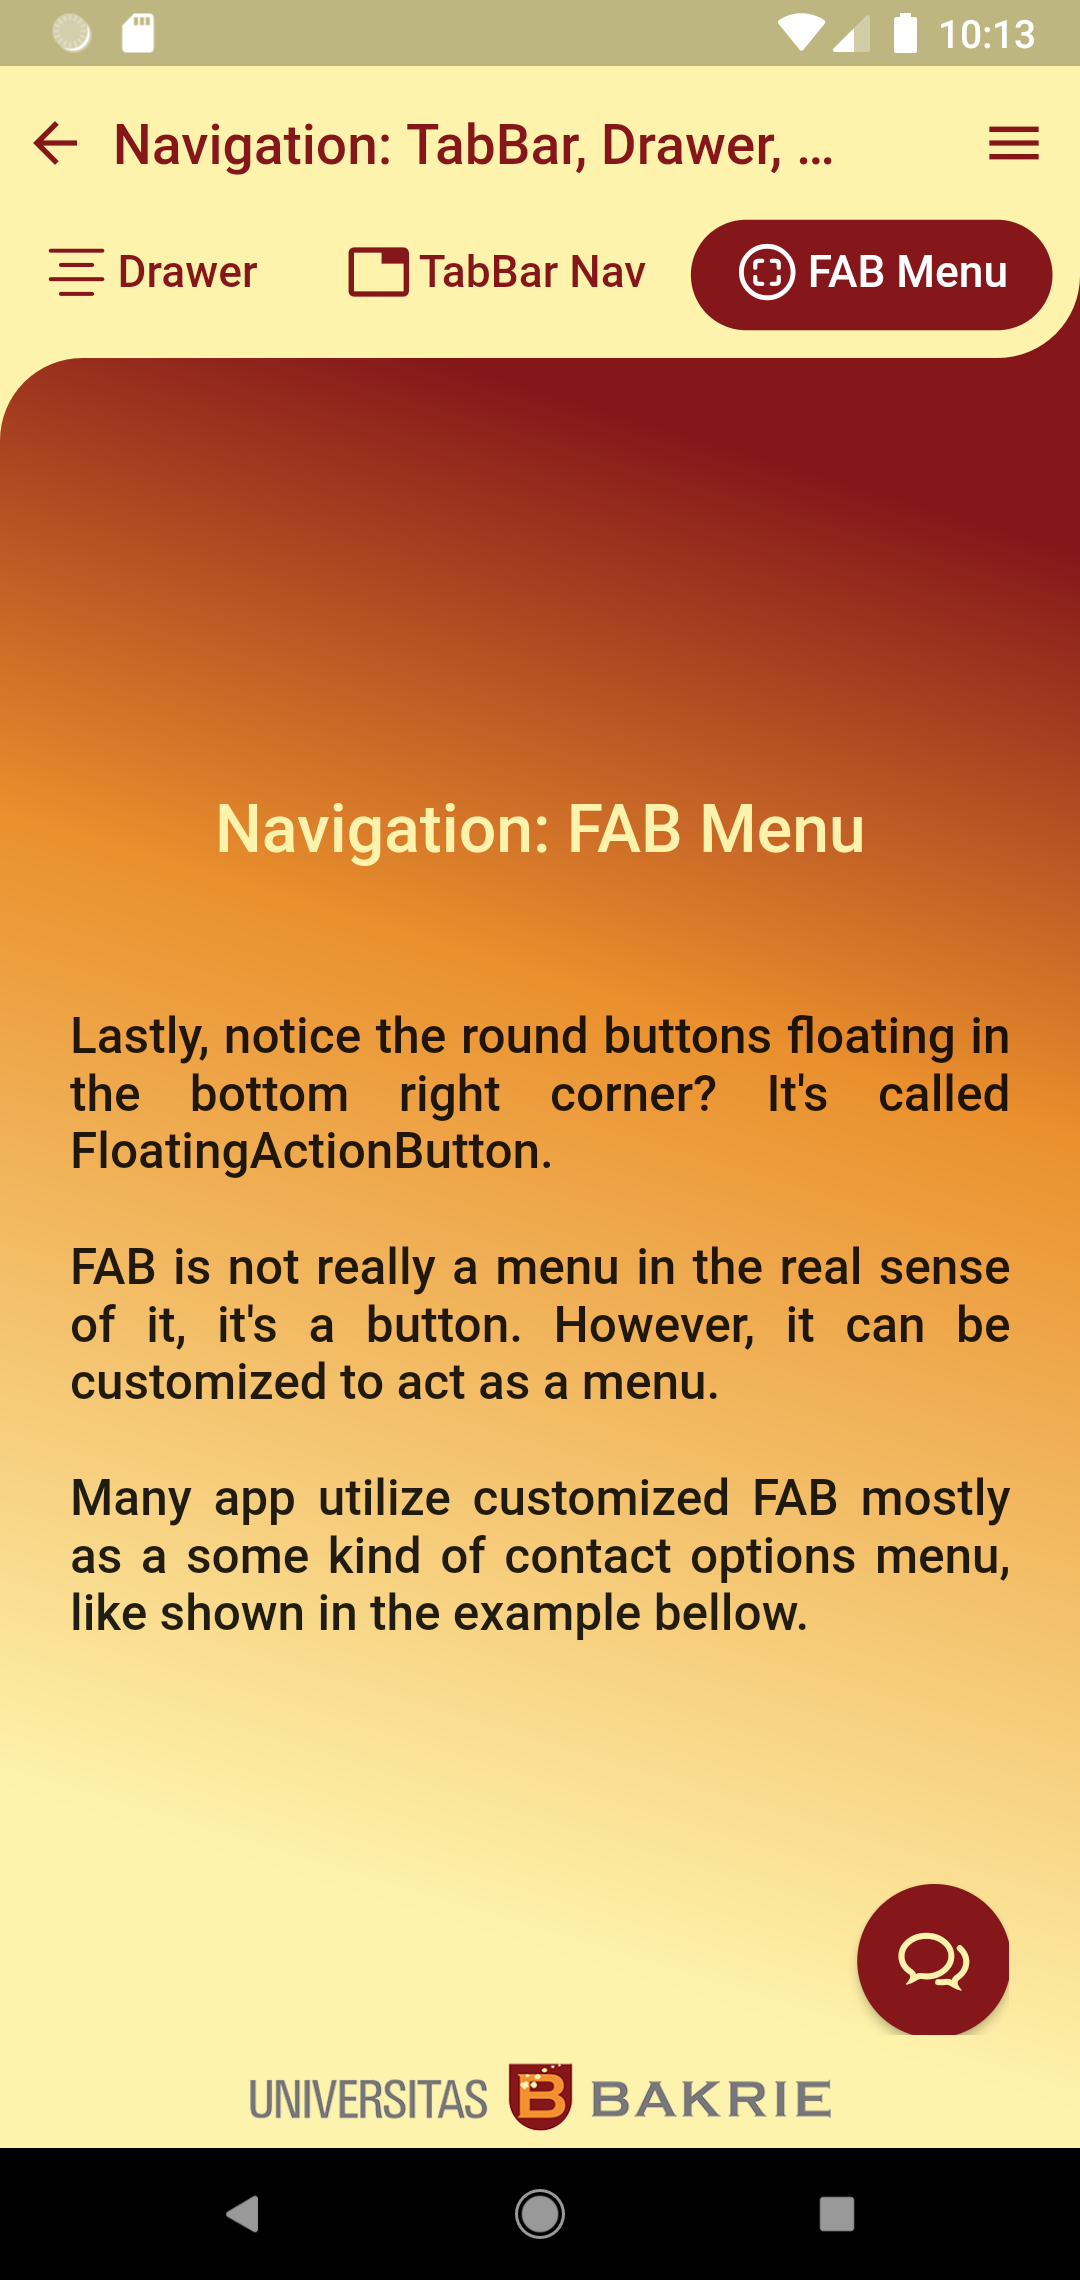 10:13
Navigation: TabBar, Drawer, ...
Drawer
TabBar Nav
FAB Menu
Navigation: FAB Menu
Lastly, notice the round buttons floating in
the bottom right corner? It's called
FloatingActionButton.
FAB is not really a menu in the real sense
of it, it's a button. However, it can be
customized to act as a menu.
Many app utilize customized FAB mostly
as a some kind of contact options menu,
like shown in the example bellow.
UNIVERSITAS B BAKRIE